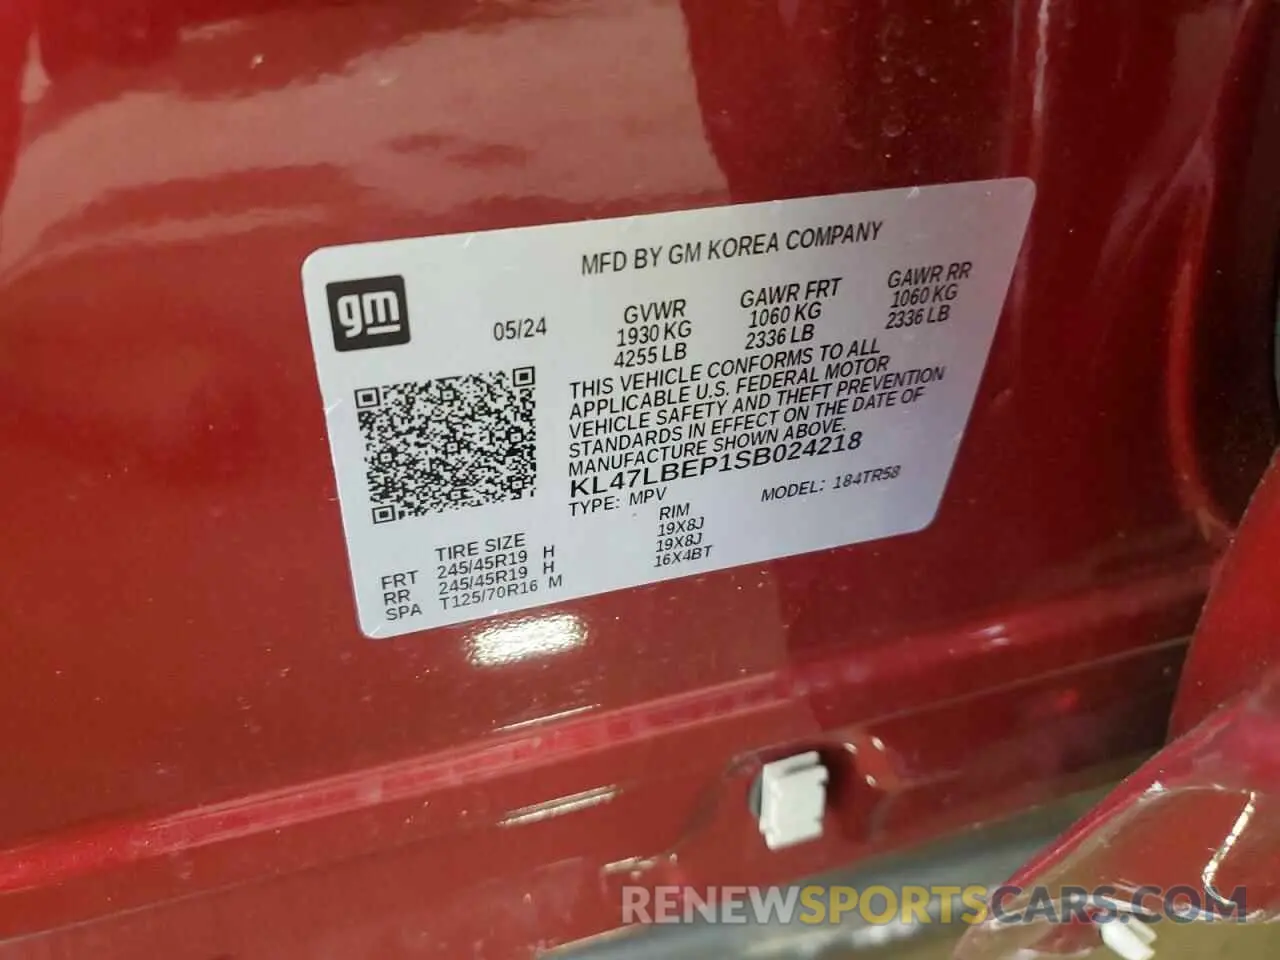 MFD BY GM KOREA COMPANY
gm
05/24
GVWR GAWR FRT GAWR RR
1930 KG 1060 KG 1060 KG
4255 LB 2336 LB 2336 LB
THIS VEHICLE CONFORMS TO ALL
APPLICABLE U.S. FEDERAL MOTOR
VEHICLE SAFETY AND THEFT PREVENTION
STANDARDS IN EFFECT ON THE DATE OF
MANUFACTURE SHOWN ABOVE.
KL47LBEP1SB024218
TYPE: MPV MODEL: 184TR58
TIRE SIZE RIM
FRT 245/45R19 H 19X8J
RR 245/45R19 H 19X8J
SPA T125/70R16 M 16X4BT
RENEWSPORTSCARS.COM